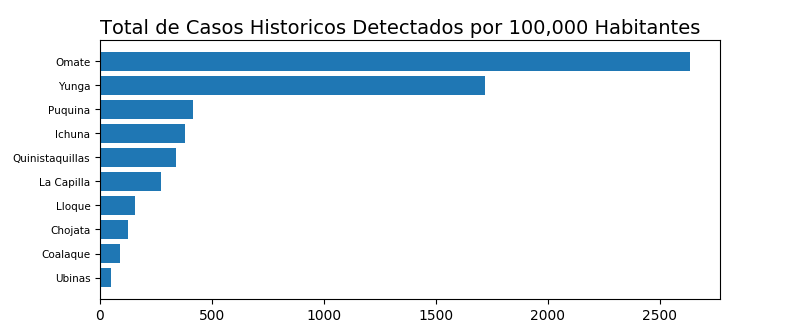 Total de Casos Historicos Detectados por 100,000 Habitantes
Omate
Yunga
Puquina
Ichuna
Quinistaquillas
La Capilla
Lloque
Chojata
Coalaque
Ubinas
0 500 1000 1500 2000 2500